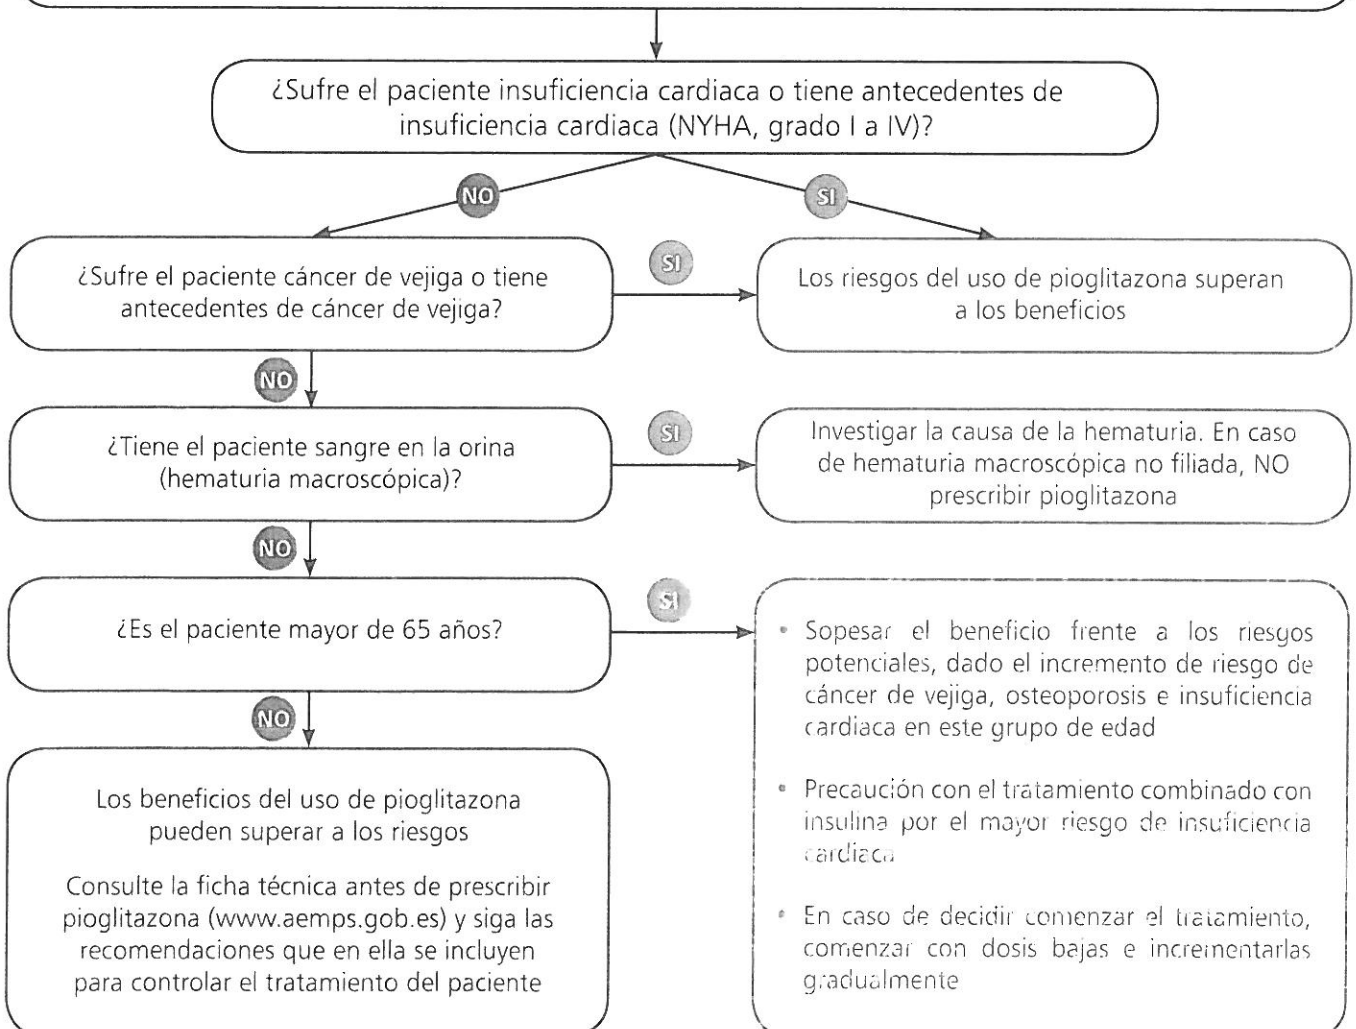 ¿Sufre el paciente insuficiencia cardiaca o tiene antecedentes de
insuficiencia cardiaca (NYHA, grado I a IV)?
NO
SI
¿Sufre el paciente cáncer de vejiga o tiene
antecedentes de cáncer de vejiga?
SI
Los riesgos del uso de pioglitazona superan
a los beneficios
NO
¿Tiene el paciente sangre en la orina
(hematuria macroscópica)?
SI
Investigar la causa de la hematuria. En caso
de hematuria macroscópica no filiada, NO
prescribir pioglitazona
NO
¿Es el paciente mayor de 65 años?
SI
• Sopesar el beneficio frente a los riesgos
potenciales, dado el incremento de riesgo de
cáncer de vejiga, osteoporosis e insuficiencia
cardiaca en este grupo de edad
• Precaución con el tratamiento combinado con
insulina por el mayor riesgo de insuficiencia
cardiaca
• En caso de decidir comenzar el tratamiento,
comenzar con dosis bajas e incrementarlas
gradualmente
NO
Los beneficios del uso de pioglitazona
pueden superar a los riesgos
Consulte la ficha técnica antes de prescribir
pioglitazona (www.aemps.gob.es) y siga las
recomendaciones que en ella se incluyen
para controlar el tratamiento del paciente